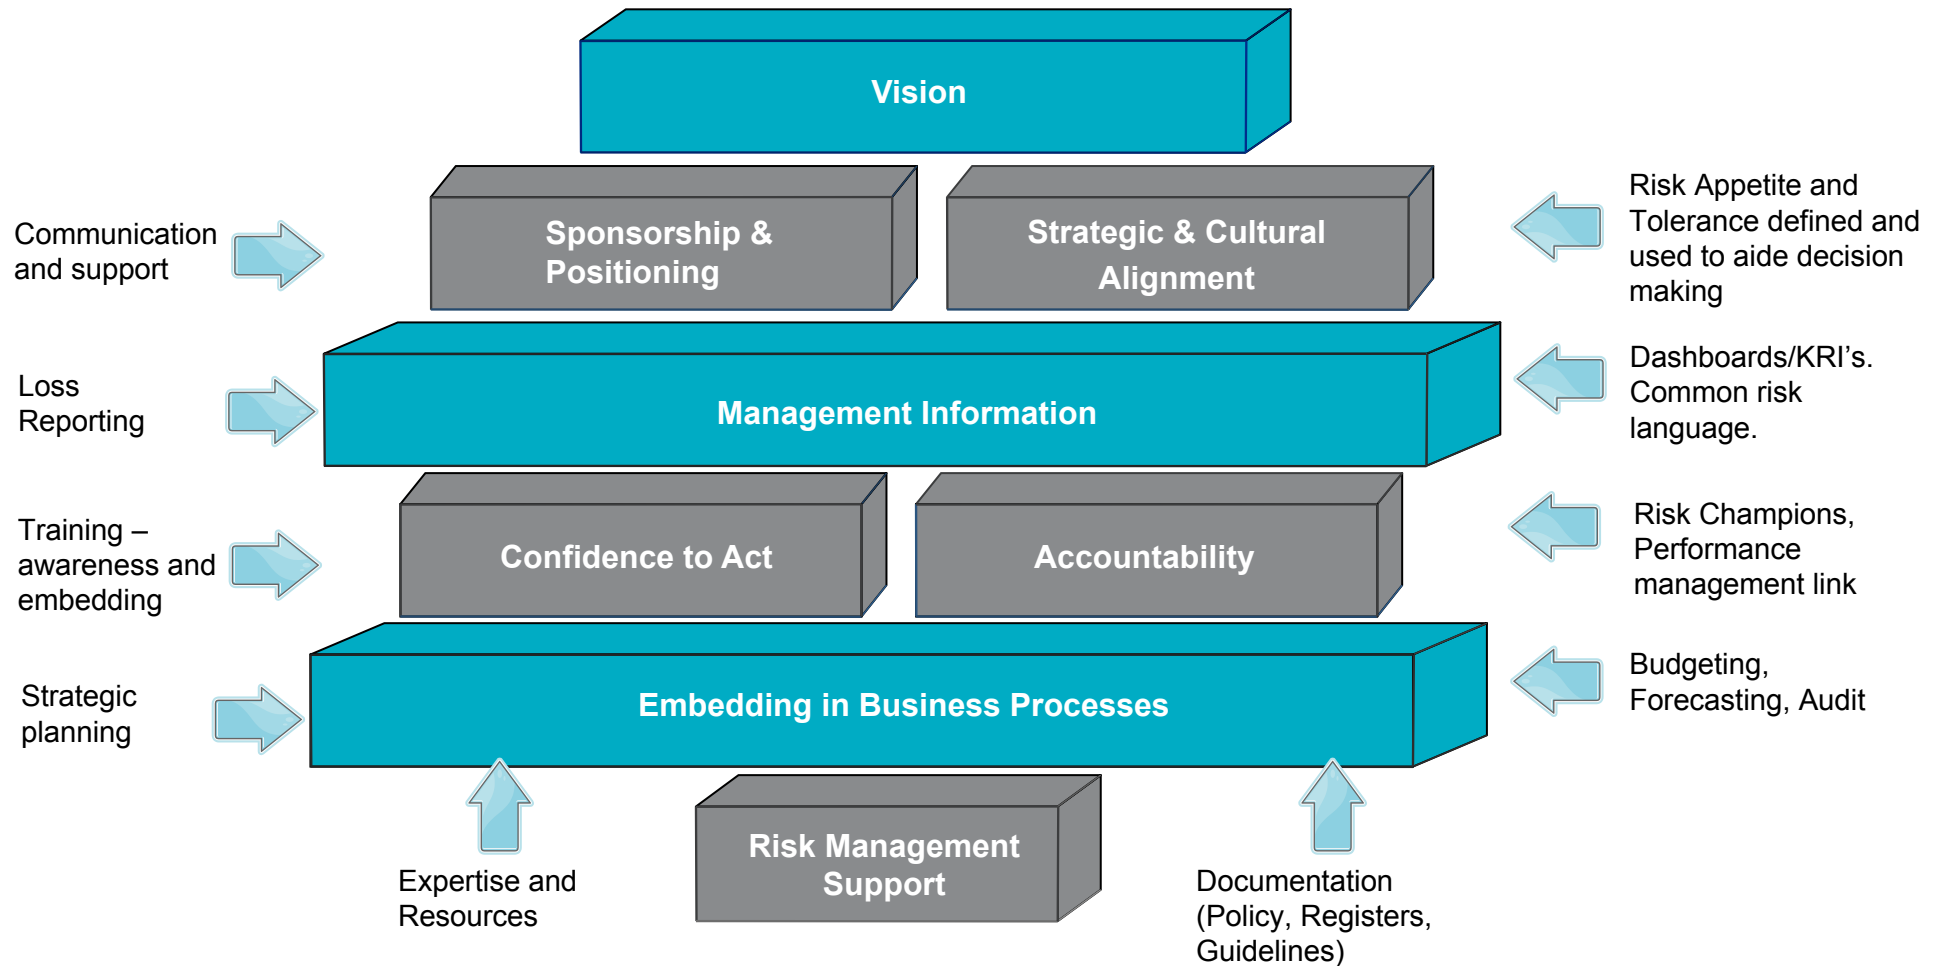 Vision
Communication
and support
Sponsorship &
Positioning
Strategic & Cultural
Alignment
Risk Appetite and
Tolerance defined and
used to aide decision
making
Loss
Reporting
Management Information
Dashboards/KRI’s.
Common risk
language.
Training –
awareness and
embedding
Confidence to Act
Accountability
Risk Champions,
Performance
management link
Strategic
planning
Embedding in Business Processes
Budgeting,
Forecasting, Audit
Expertise and
Resources
Risk Management
Support
Documentation
(Policy, Registers,
Guidelines)